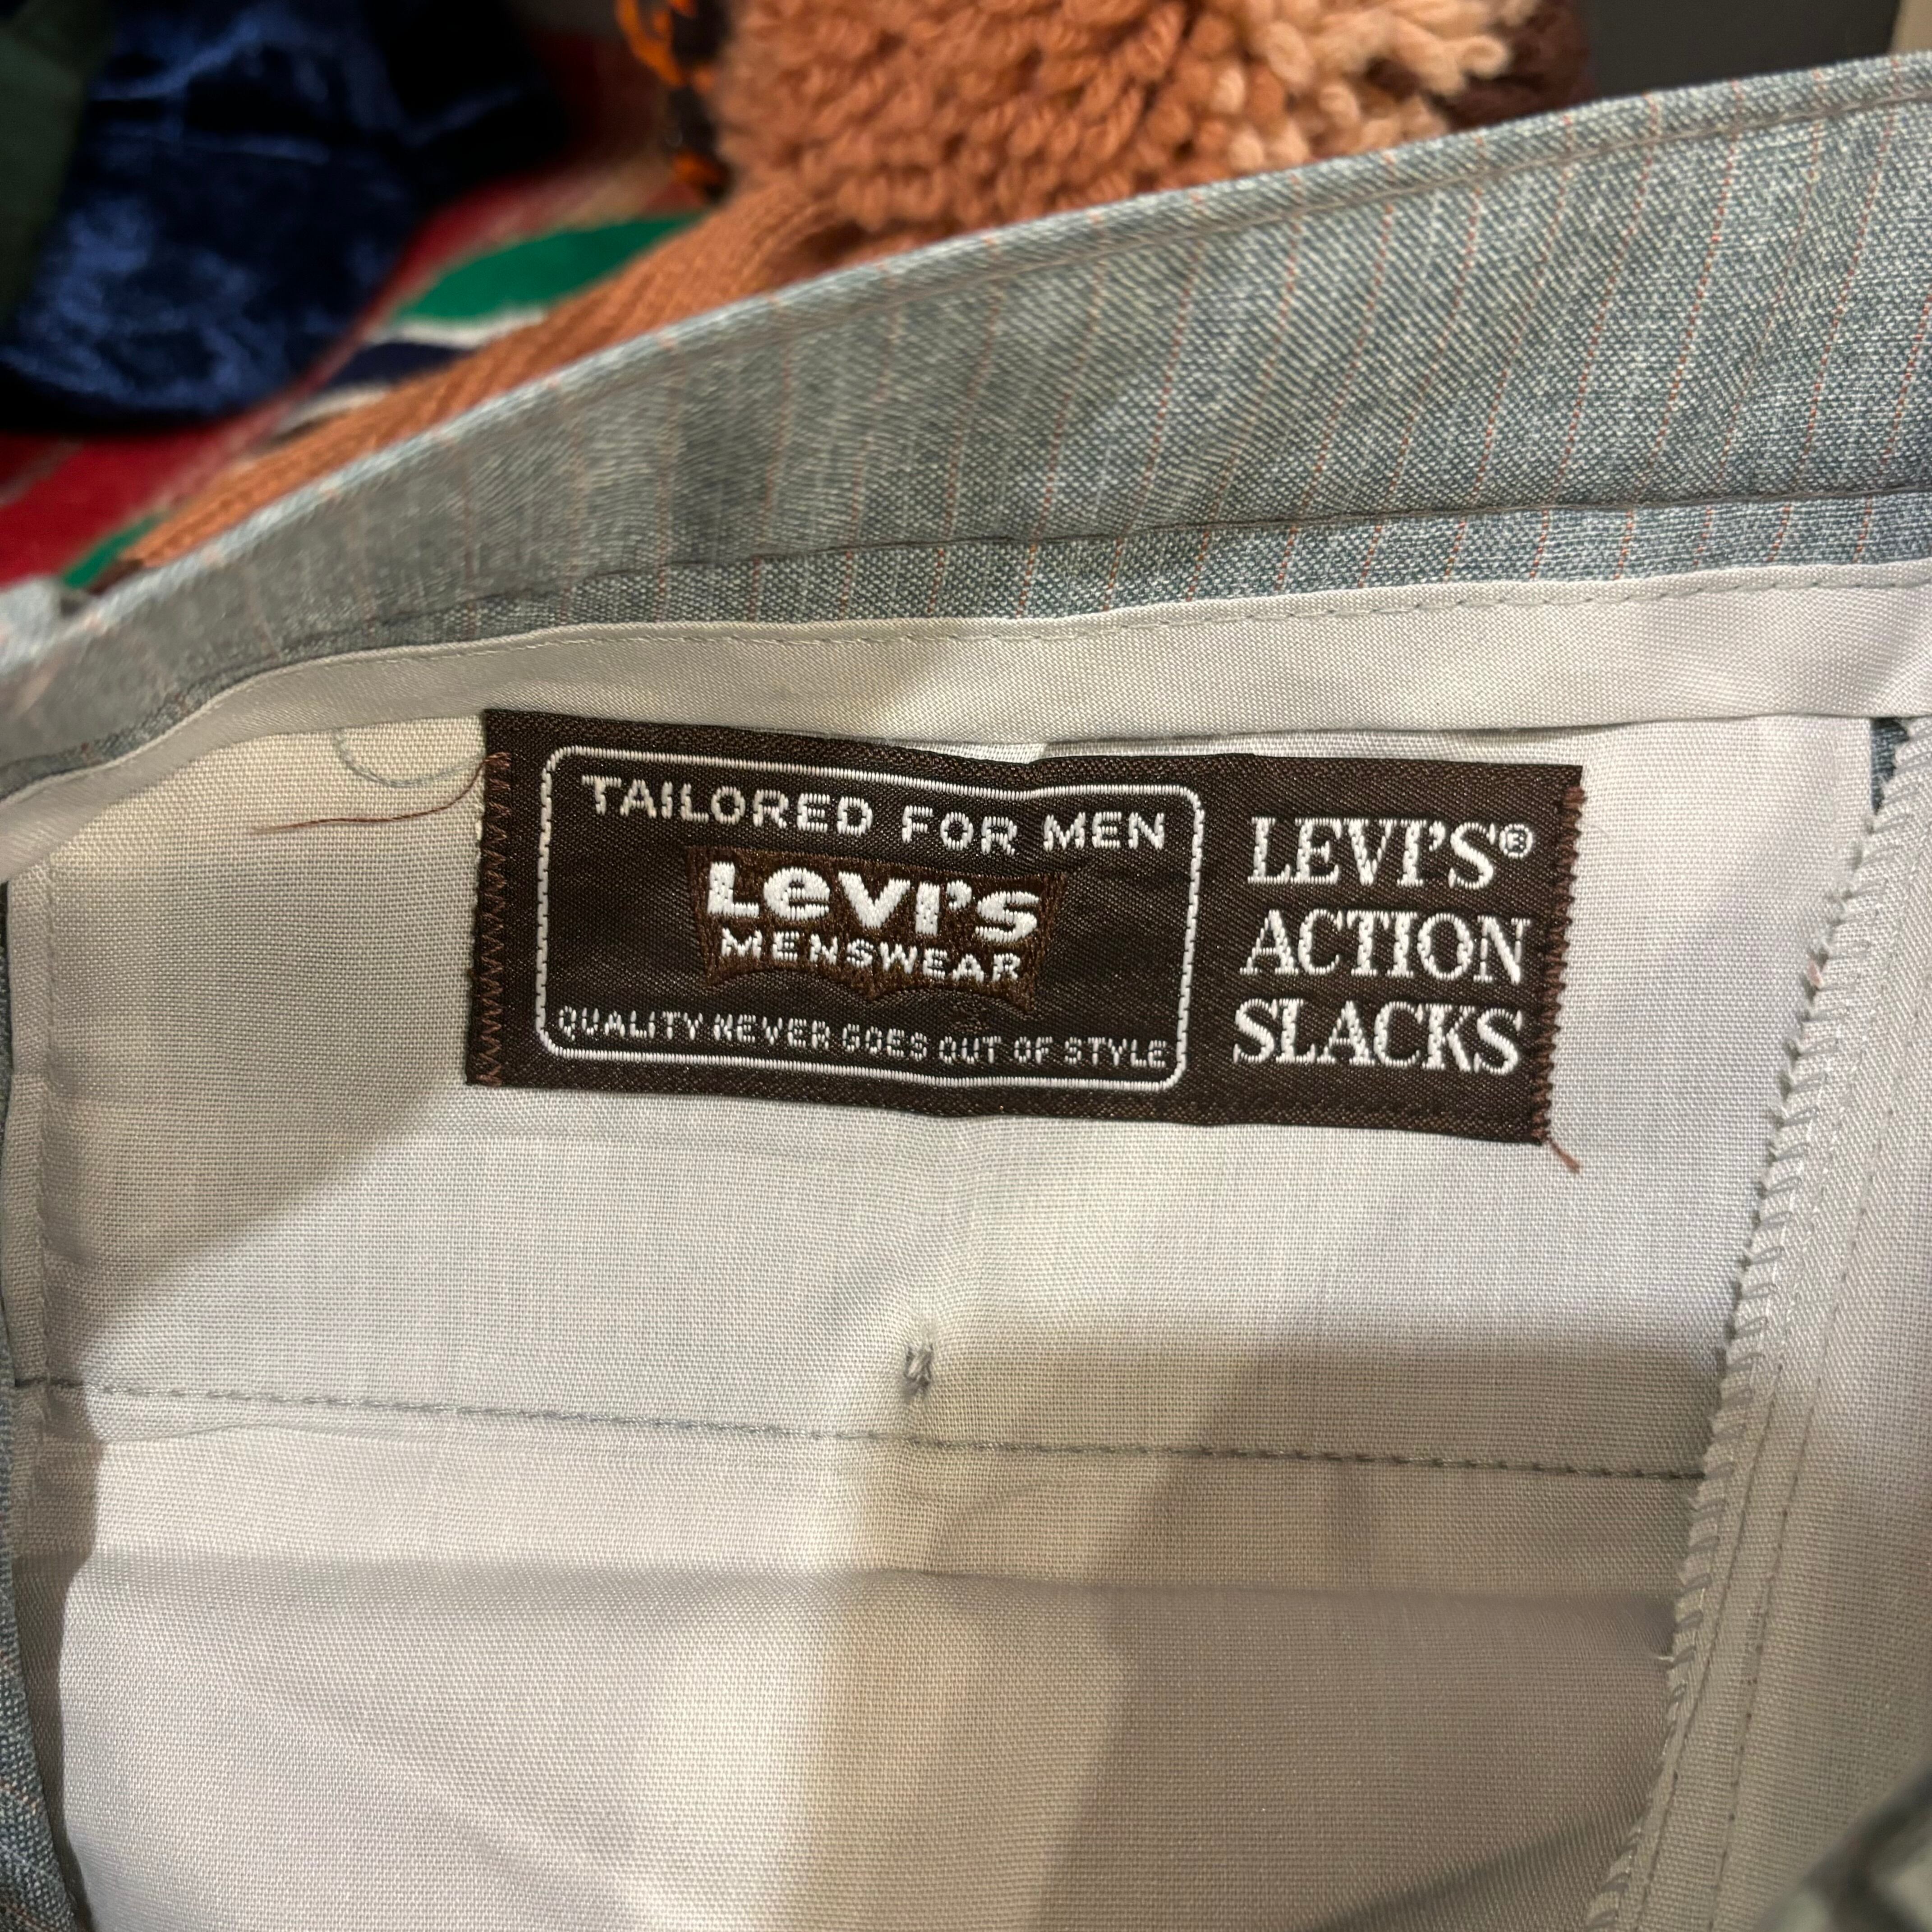 TAILORED FOR MEN
Levi's
MENSWEAR
QUALITY NEVER GOES OUT OF STYLE
LEVI'S®
ACTION
SLACKS